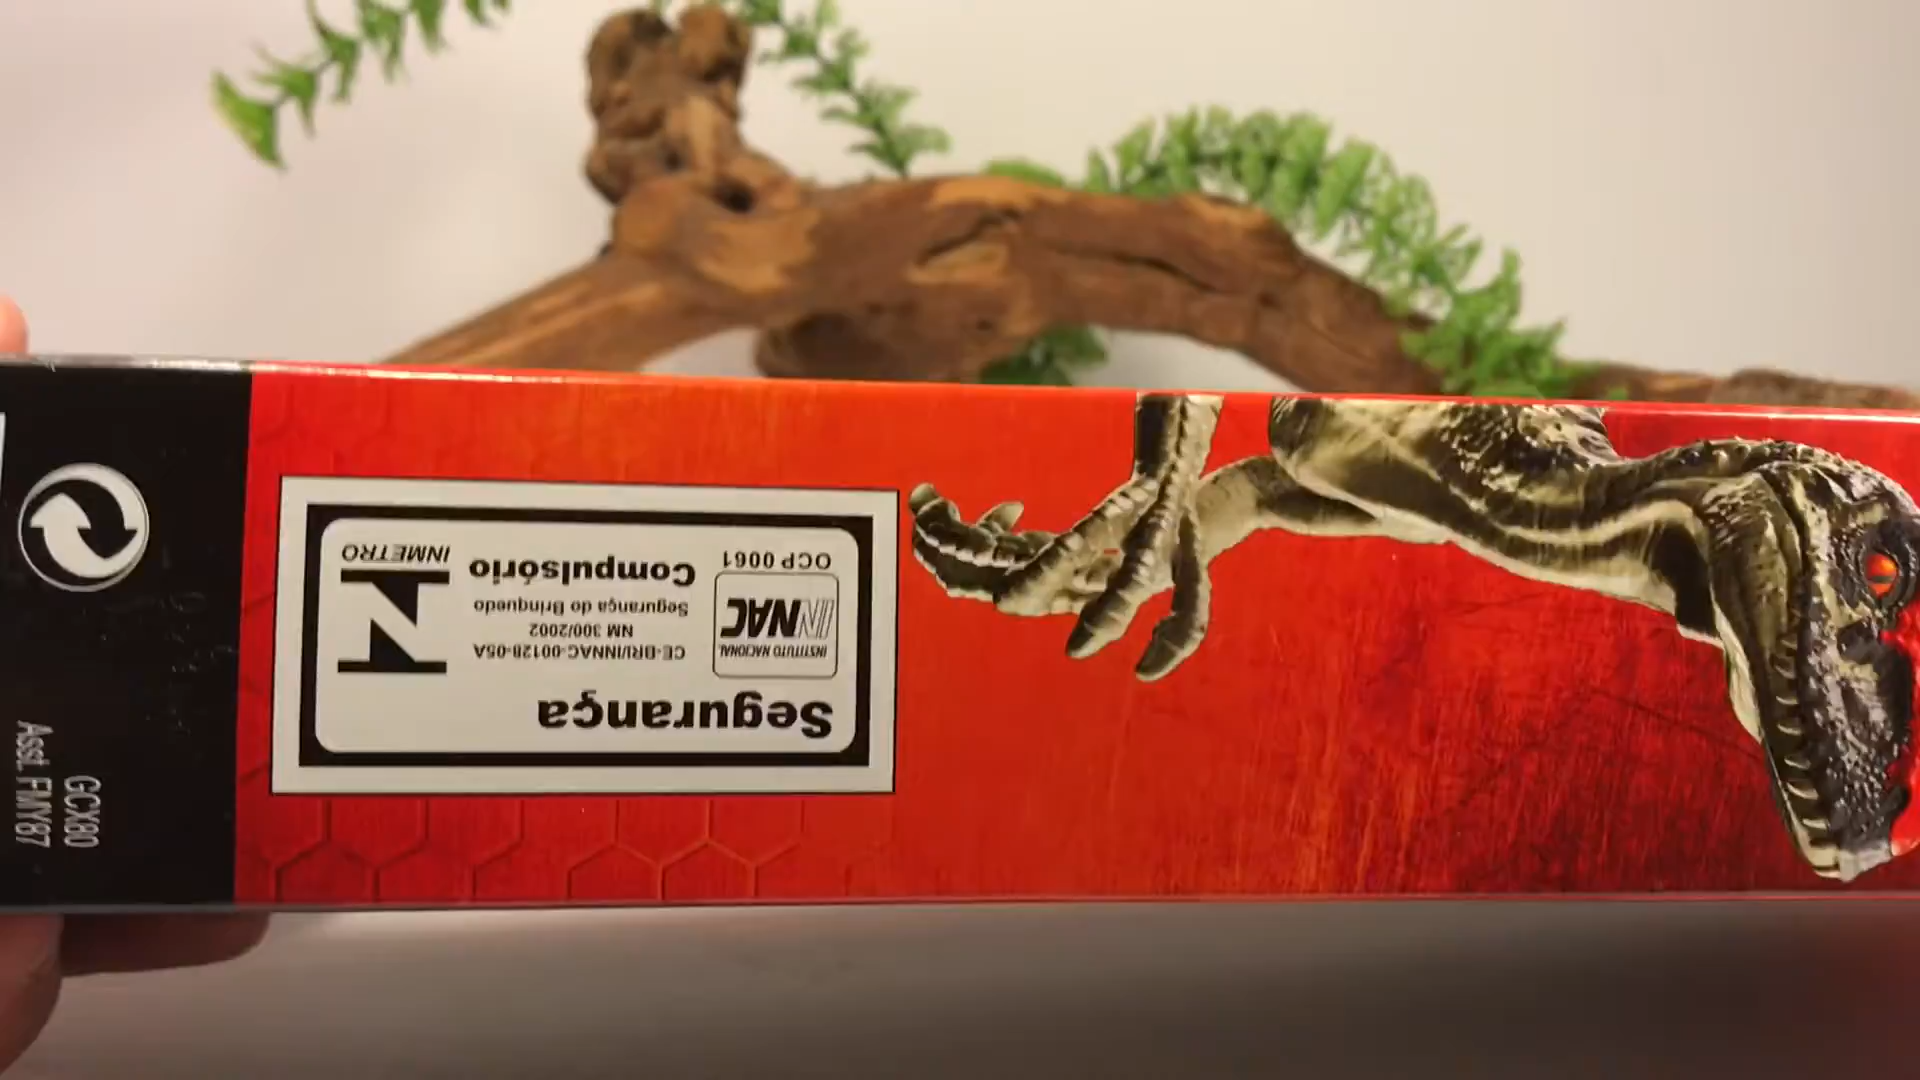 Segurança
INSTITUTO NACIONAL
INNAC
OCP 0061
CE-BRI/INNAC-00128-05A
NM 300/2002
Segurança do Brinquedo
Compulsório
INMETRO
GCX80
Asst. FMY87